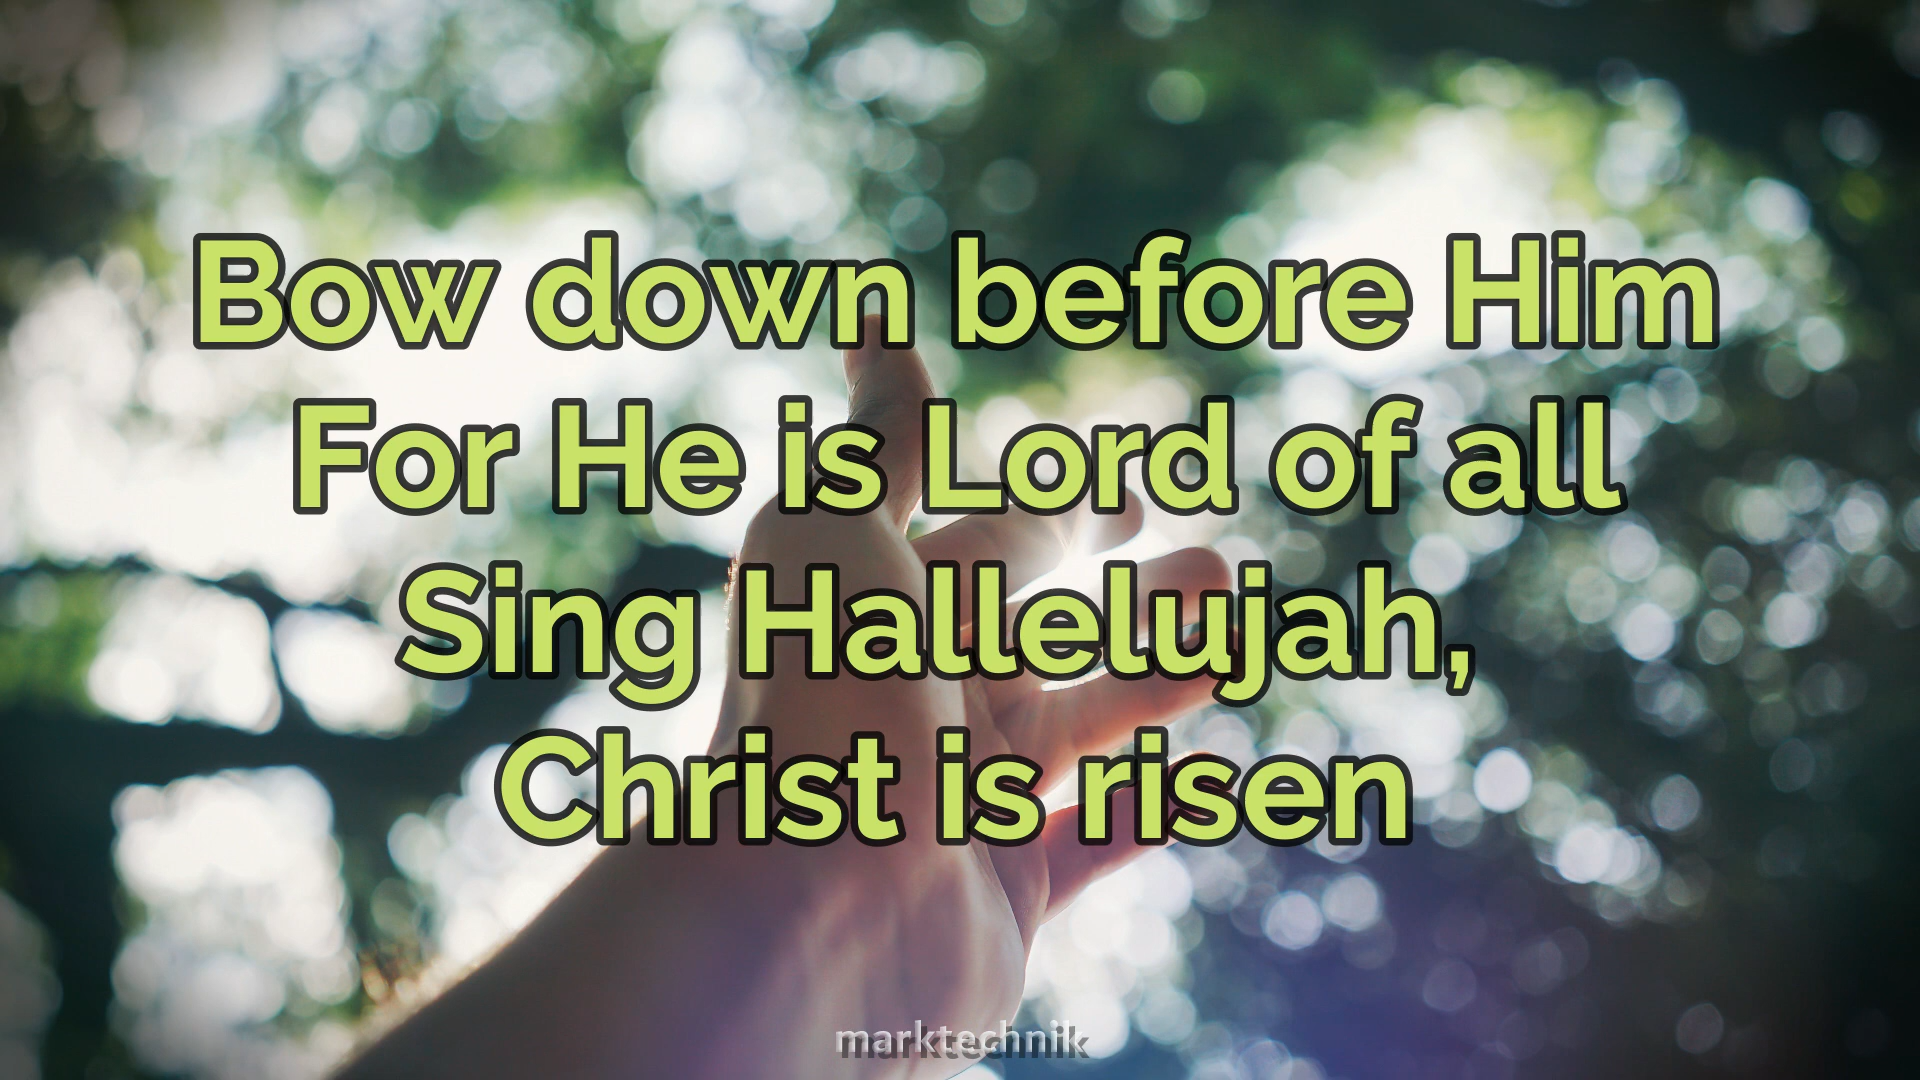 Bow down before Him
For He is Lord of all
Sing Hallelujah,
Christ is risen
marktechnik